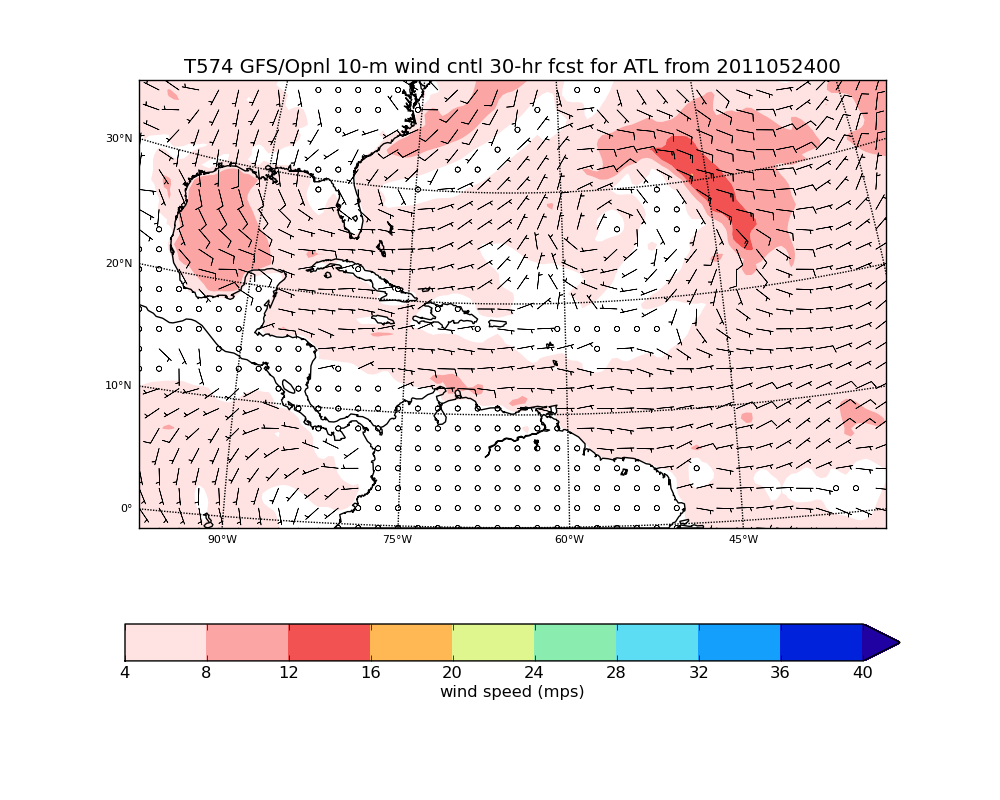 T574 GFS/Opnl 10-m wind cntl 30-hr fcst for ATL from 2011052400
30°N
20°N
10°N
0°
90°W 75°W 60°W 45°W
4 8 12 16 20 24 28 32 36 40
wind speed (mps)